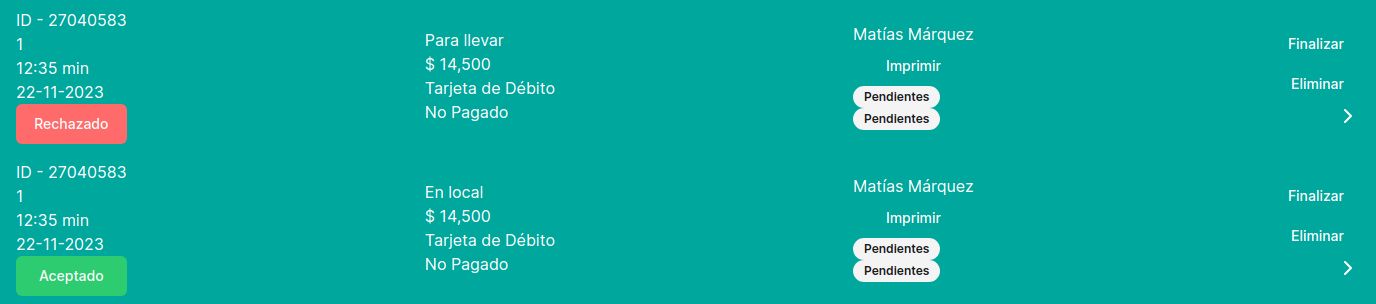 ID - 27040583
1
12:35 min
22-11-2023
Rechazado
Para llevar
$ 14,500
Tarjeta de Débito
No Pagado
Matías Márquez
Imprimir
Pendientes
Pendientes
Finalizar
Eliminar
ID - 27040583
1
12:35 min
22-11-2023
Aceptado
En local
$ 14,500
Tarjeta de Débito
No Pagado
Matías Márquez
Imprimir
Pendientes
Pendientes
Finalizar
Eliminar